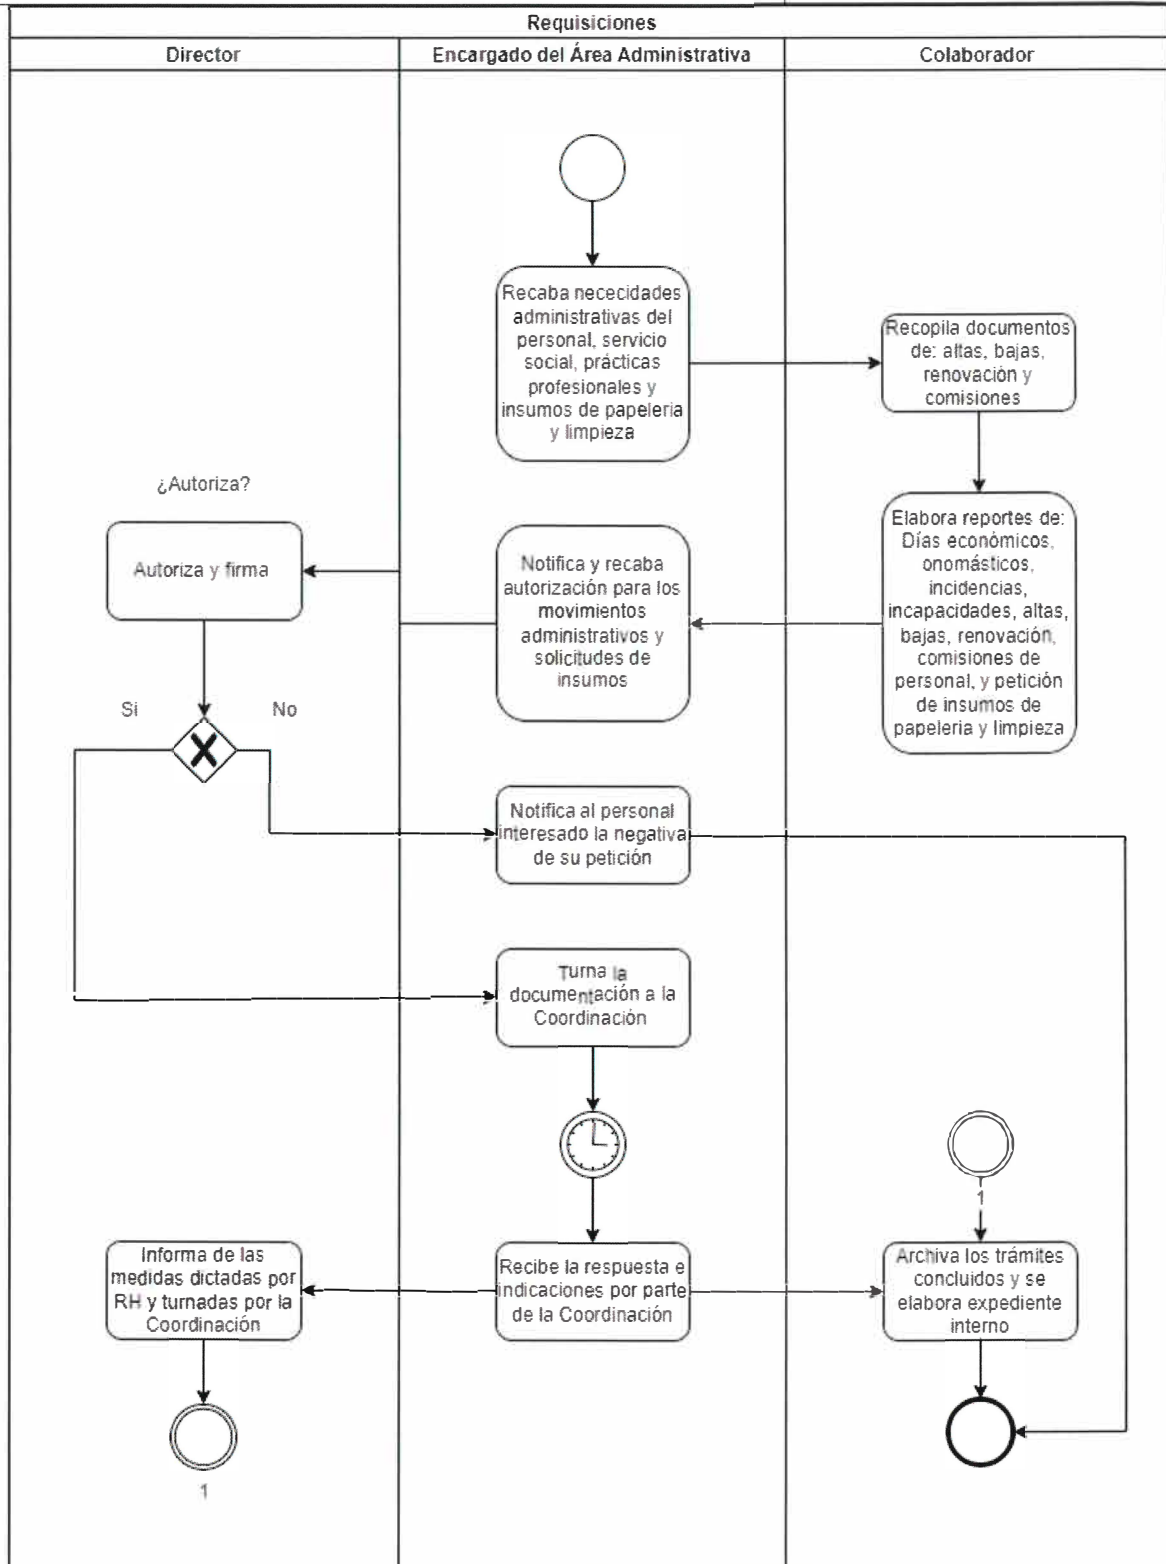 Requisiciones
Director
Encargado del Área Administrativa
Colaborador
Recaba nececidades
administrativas del
personal, servicio
social, prácticas
profesionales y
insumos de papeleria
y limpieza
Recopila documentos
de: altas, bajas,
renovación y
comisiones
¿Autoriza?
Autoriza y firma
Notifica y recaba
autorización para los
movimientos
administrativos y
solicitudes de
insumos
Elabora reportes de:
Días económicos,
onomásticos,
incidencias,
incapacidades, altas,
bajas, renovación,
comisiones de
personal, y petición
de insumos de
papeleria y limpieza
Si
No
Notifica al personal
interesado la negativa
de su petición
Turna la
documentación a la
Coordinación
1
Informa de las
medidas dictadas por
RH y turnadas por la
Coordinación
Recibe la respuesta e
indicaciones por parte
de la Coordinación
Archiva los trámites
concluidos y se
elabora expediente
interno
1